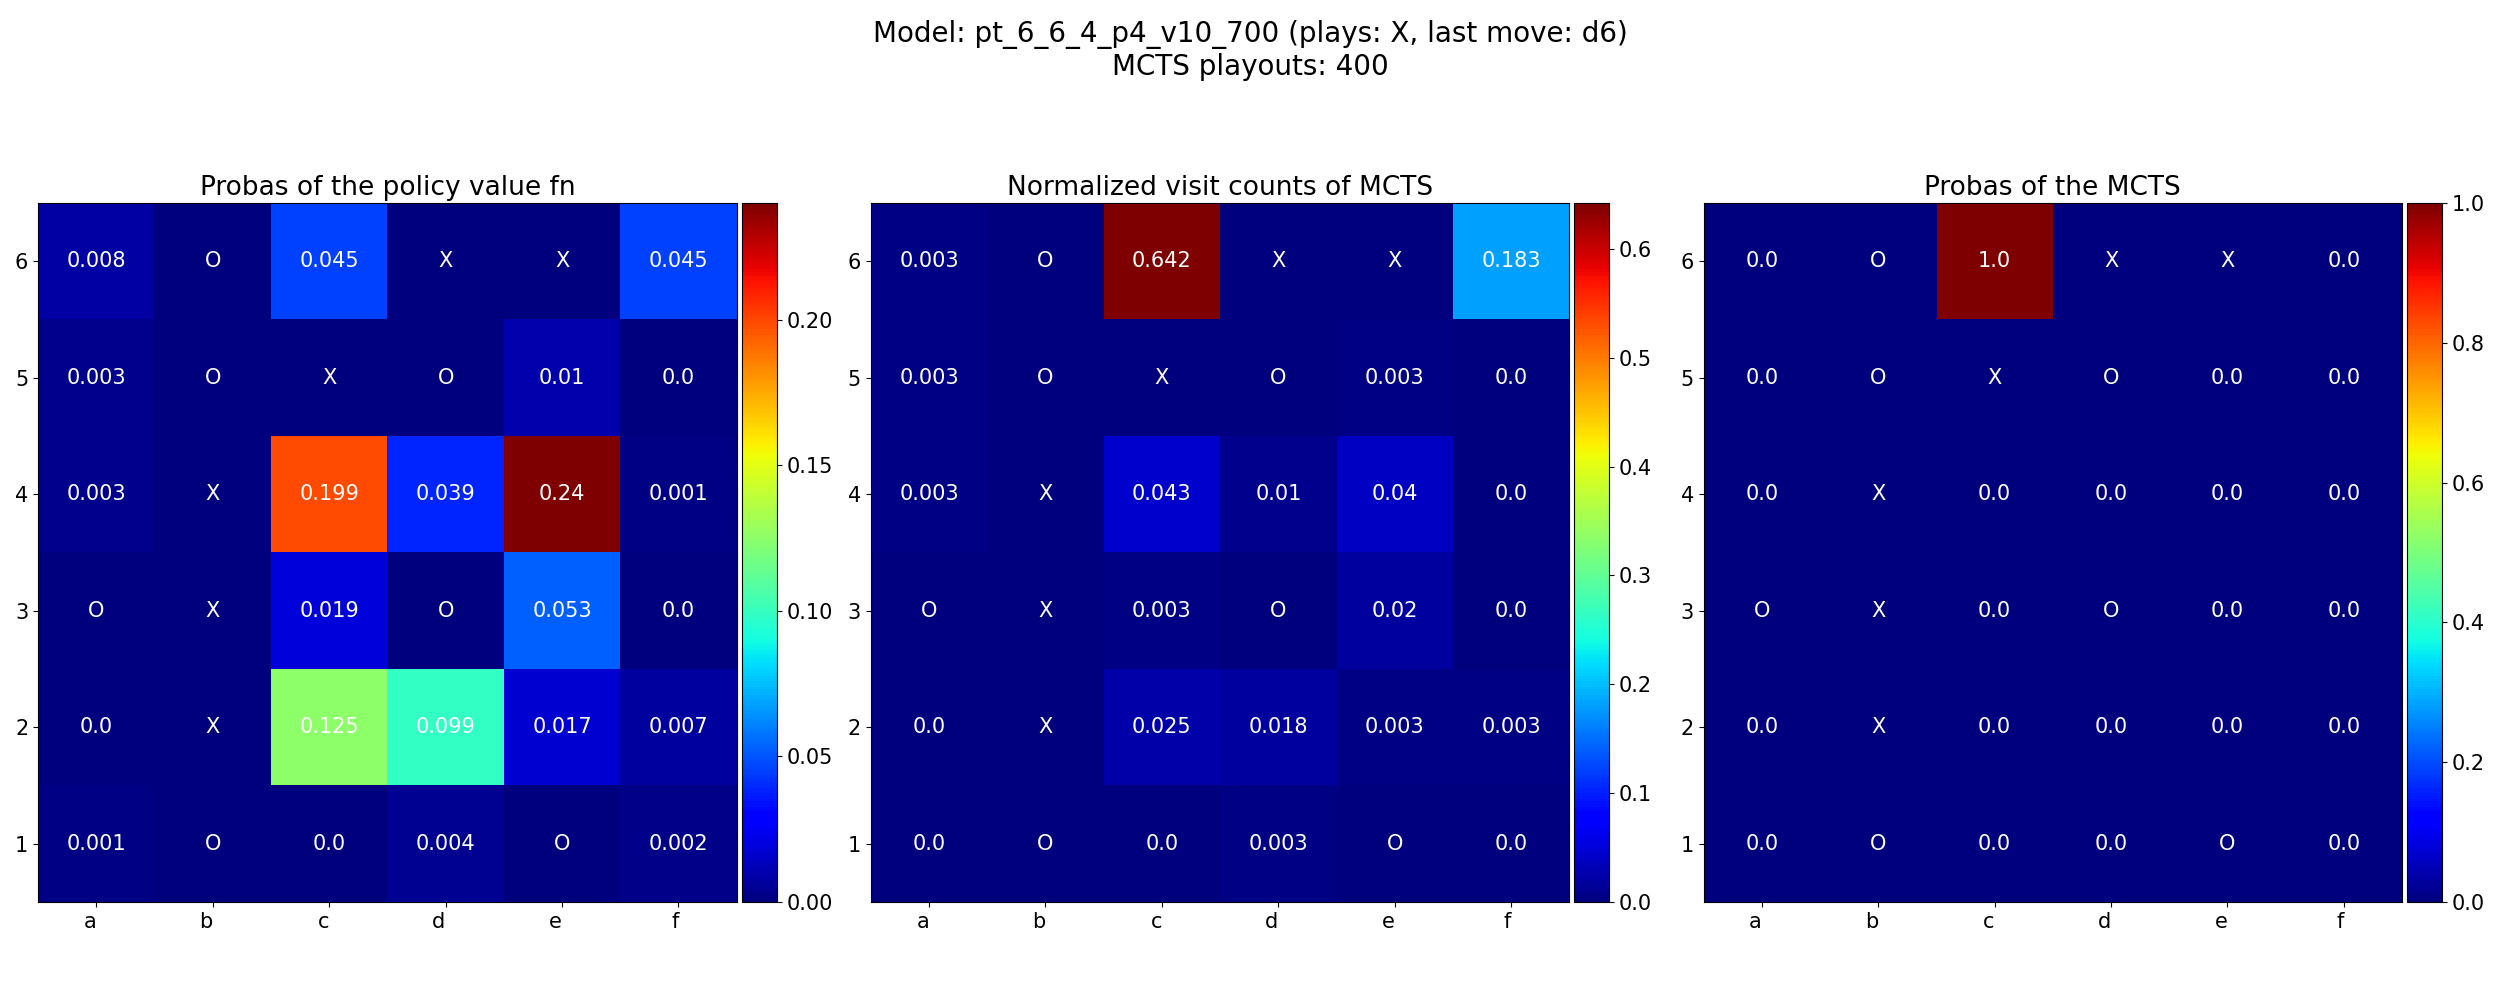 Model: pt_6_6_4_p4_v10_700 (plays: X, last move: d6)
MCTS playouts: 400
Probas of the policy value fn
6 0.008 O 0.045 X X 0.045
5 0.003 O X O 0.01 0.0
4 0.003 X 0.199 0.039 0.24 0.001
3 O X 0.019 O 0.053 0.0
2 0.0 X 0.125 0.099 0.017 0.007
1 0.001 O 0.0 0.004 O 0.002
a b c d e f
0.20
0.15
0.10
0.05
0.00
Normalized visit counts of MCTS
6 0.003 O 0.642 X X 0.183
5 0.003 O X O 0.003 0.0
4 0.003 X 0.043 0.01 0.04 0.0
3 O X 0.003 O 0.02 0.0
2 0.0 X 0.025 0.018 0.003 0.003
1 0.0 O 0.0 0.003 O 0.0
a b c d e f
0.6
0.5
0.4
0.3
0.2
0.1
0.0
Probas of the MCTS
6 0.0 O 1.0 X X 0.0
5 0.0 O X O 0.0 0.0
4 0.0 X 0.0 0.0 0.0 0.0
3 O X 0.0 O 0.0 0.0
2 0.0 X 0.0 0.0 0.0 0.0
1 0.0 O 0.0 0.0 O 0.0
a b c d e f
1.0
0.8
0.6
0.4
0.2
0.0